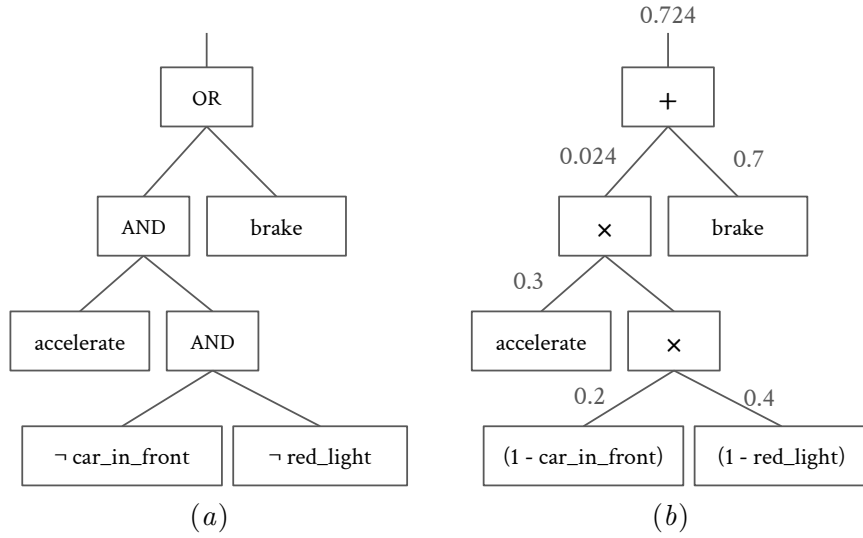 0.724
OR
+
0.024
0.7
AND
brake
×
brake
0.3
accelerate
AND
accelerate
×
0.2
0.4
¬ car_in_front
¬ red_light
(1 - car_in_front)
(1 - red_light)
(a)
(b)